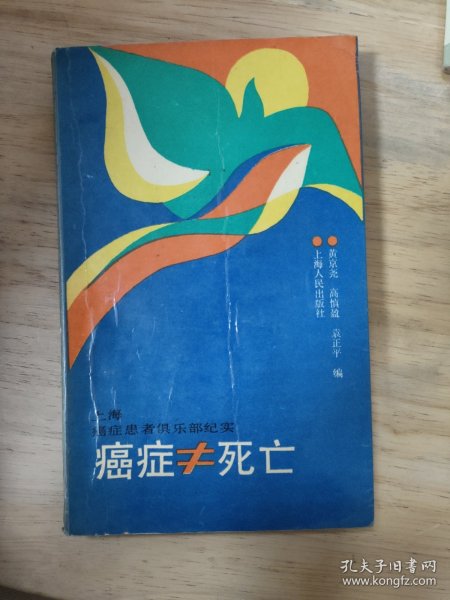 黄京尧 高慎盈 袁正平 编
上海人民出版社
上海
癌症患者俱乐部纪实
癌症≠死亡
孔夫子旧书网
www.kongfz.com